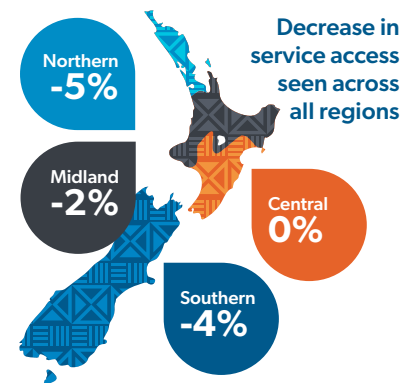 Decrease in
service access
seen across
all regions
Northern
-5%
Midland
-2%
Central
0%
Southern
-4%